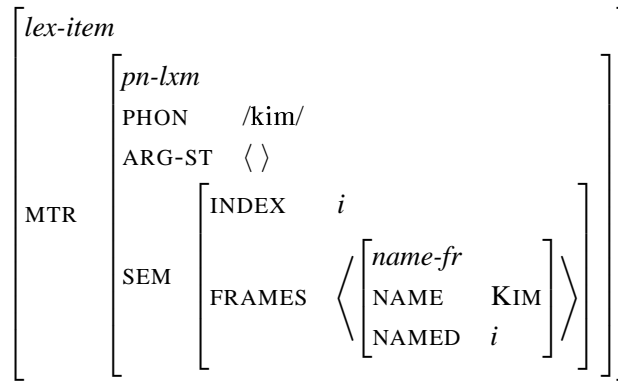 lex-item
pn-lxm
PHON /kim/
ARG-ST ⟨ ⟩
MTR
INDEX i
SEM
name-fr
FRAMES
NAME KIM
NAMED i